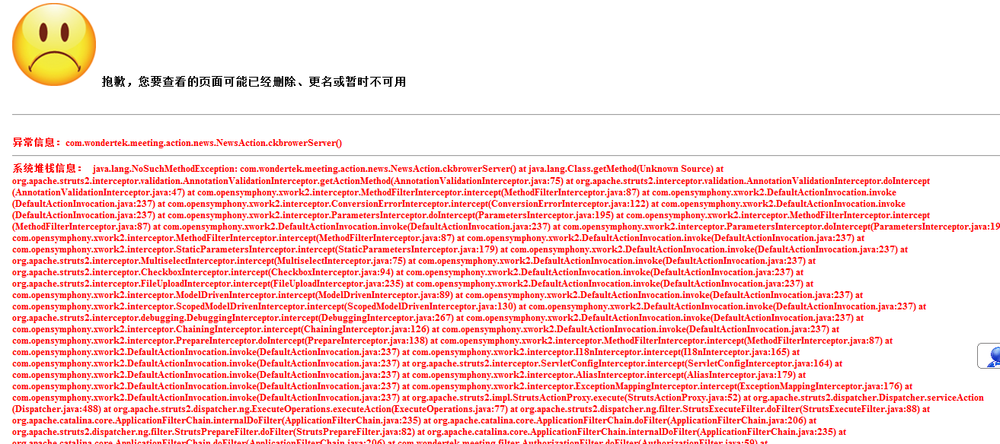 抱歉，您要查看的页面可能已经删除、更名或暂时不可用
异常信息：com.wondertek.meeting.action.news.NewsAction.ckbrowerServer()
系统堆栈信息： java.lang.NoSuchMethodException: com.wondertek.meeting.action.news.NewsAction.ckbrowerServer() at java.lang.Class.getMethod(Unknown Source) at
org.apache.struts2.interceptor.validation.AnnotationValidationInterceptor.getActionMethod(AnnotationValidationInterceptor.java:75) at org.apache.struts2.interceptor.validation.AnnotationValidationInterceptor.doIntercept
(AnnotationValidationInterceptor.java:47) at com.opensymphony.xwork2.interceptor.MethodFilterInterceptor.intercept(MethodFilterInterceptor.java:87) at com.opensymphony.xwork2.DefaultActionInvocation.invoke
(DefaultActionInvocation.java:237) at com.opensymphony.xwork2.interceptor.ConversionErrorInterceptor.intercept(ConversionErrorInterceptor.java:122) at com.opensymphony.xwork2.DefaultActionInvocation.invoke
(DefaultActionInvocation.java:237) at com.opensymphony.xwork2.interceptor.ParametersInterceptor.doIntercept(ParametersInterceptor.java:195) at com.opensymphony.xwork2.interceptor.MethodFilterInterceptor.intercept
(MethodFilterInterceptor.java:87) at com.opensymphony.xwork2.DefaultActionInvocation.invoke(DefaultActionInvocation.java:237) at com.opensymphony.xwork2.interceptor.ParametersInterceptor.doIntercept(ParametersInterceptor.java:19
com.opensymphony.xwork2.interceptor.MethodFilterInterceptor.intercept(MethodFilterInterceptor.java:87) at com.opensymphony.xwork2.DefaultActionInvocation.invoke(DefaultActionInvocation.java:237) at
com.opensymphony.xwork2.interceptor.StaticParametersInterceptor.intercept(StaticParametersInterceptor.java:179) at com.opensymphony.xwork2.DefaultActionInvocation.invoke(DefaultActionInvocation.java:237) at
org.apache.struts2.interceptor.MultiselectInterceptor.intercept(MultiselectInterceptor.java:75) at com.opensymphony.xwork2.DefaultActionInvocation.invoke(DefaultActionInvocation.java:237) at
org.apache.struts2.interceptor.CheckboxInterceptor.intercept(CheckboxInterceptor.java:94) at com.opensymphony.xwork2.DefaultActionInvocation.invoke(DefaultActionInvocation.java:237) at
org.apache.struts2.interceptor.FileUploadInterceptor.intercept(FileUploadInterceptor.java:235) at com.opensymphony.xwork2.DefaultActionInvocation.invoke(DefaultActionInvocation.java:237) at
com.opensymphony.xwork2.interceptor.ModelDrivenInterceptor.intercept(ModelDrivenInterceptor.java:89) at com.opensymphony.xwork2.DefaultActionInvocation.invoke(DefaultActionInvocation.java:237) at
com.opensymphony.xwork2.interceptor.ScopedModelDrivenInterceptor.intercept(ScopedModelDrivenInterceptor.java:130) at com.opensymphony.xwork2.DefaultActionInvocation.invoke(DefaultActionInvocation.java:237) at
org.apache.struts2.interceptor.debugging.DebuggingInterceptor.intercept(DebuggingInterceptor.java:267) at com.opensymphony.xwork2.DefaultActionInvocation.invoke(DefaultActionInvocation.java:237) at
com.opensymphony.xwork2.interceptor.ChainingInterceptor.intercept(ChainingInterceptor.java:126) at com.opensymphony.xwork2.DefaultActionInvocation.invoke(DefaultActionInvocation.java:237) at
com.opensymphony.xwork2.interceptor.PrepareInterceptor.doIntercept(PrepareInterceptor.java:138) at com.opensymphony.xwork2.interceptor.MethodFilterInterceptor.intercept(MethodFilterInterceptor.java:87) at
com.opensymphony.xwork2.DefaultActionInvocation.invoke(DefaultActionInvocation.java:237) at com.opensymphony.xwork2.interceptor.I18nInterceptor.intercept(I18nInterceptor.java:165) at
com.opensymphony.xwork2.DefaultActionInvocation.invoke(DefaultActionInvocation.java:237) at org.apache.struts2.interceptor.ServletConfigInterceptor.intercept(ServletConfigInterceptor.java:164) at
com.opensymphony.xwork2.DefaultActionInvocation.invoke(DefaultActionInvocation.java:237) at com.opensymphony.xwork2.interceptor.AliasInterceptor.intercept(AliasInterceptor.java:179) at
com.opensymphony.xwork2.DefaultActionInvocation.invoke(DefaultActionInvocation.java:237) at com.opensymphony.xwork2.interceptor.ExceptionMappingInterceptor.intercept(ExceptionMappingInterceptor.java:176) at
com.opensymphony.xwork2.DefaultActionInvocation.invoke(DefaultActionInvocation.java:237) at org.apache.struts2.impl.StrutsActionProxy.execute(StrutsActionProxy.java:52) at org.apache.struts2.dispatcher.Dispatcher.serviceAction
(Dispatcher.java:488) at org.apache.struts2.dispatcher.ng.ExecuteOperations.executeAction(ExecuteOperations.java:77) at org.apache.struts2.dispatcher.ng.filter.StrutsExecuteFilter.doFilter(StrutsExecuteFilter.java:88) at
org.apache.catalina.core.ApplicationFilterChain.internalDoFilter(ApplicationFilterChain.java:235) at org.apache.catalina.core.ApplicationFilterChain.doFilter(ApplicationFilterChain.java:206) at
org.apache.struts2.dispatcher.ng.filter.StrutsPrepareFilter.doFilter(StrutsPrepareFilter.java:82) at org.apache.catalina.core.ApplicationFilterChain.internalDoFilter(ApplicationFilterChain.java:235) at
org.apache.catalina.core.ApplicationFilterChain.doFilter(ApplicationFilterChain.java:206) at com.wondertek.meeting.filter.AuthorizationFilter.doFilter(AuthorizationFilter.java:59) at